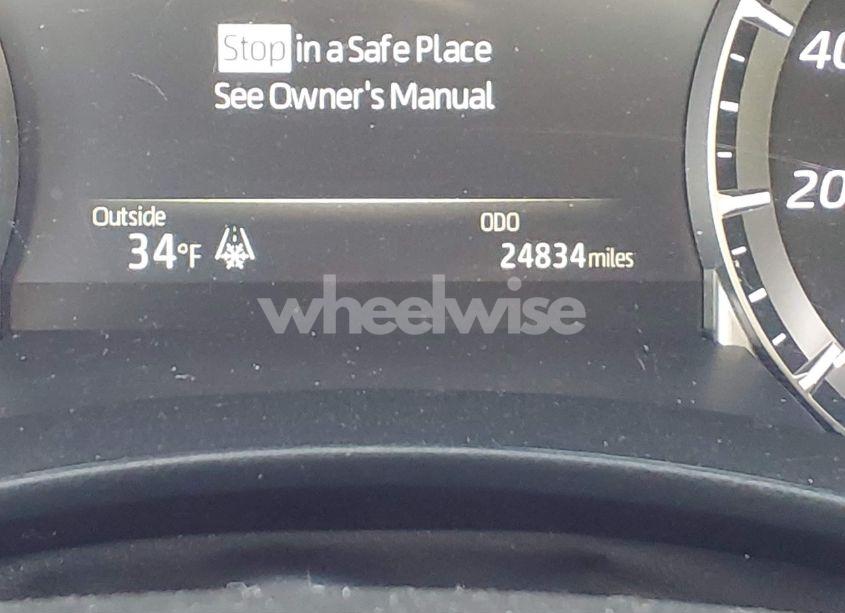 Stop in a Safe Place
See Owner's Manual
40
20
Outside
34°F
ODO
24834 miles
wheelwise